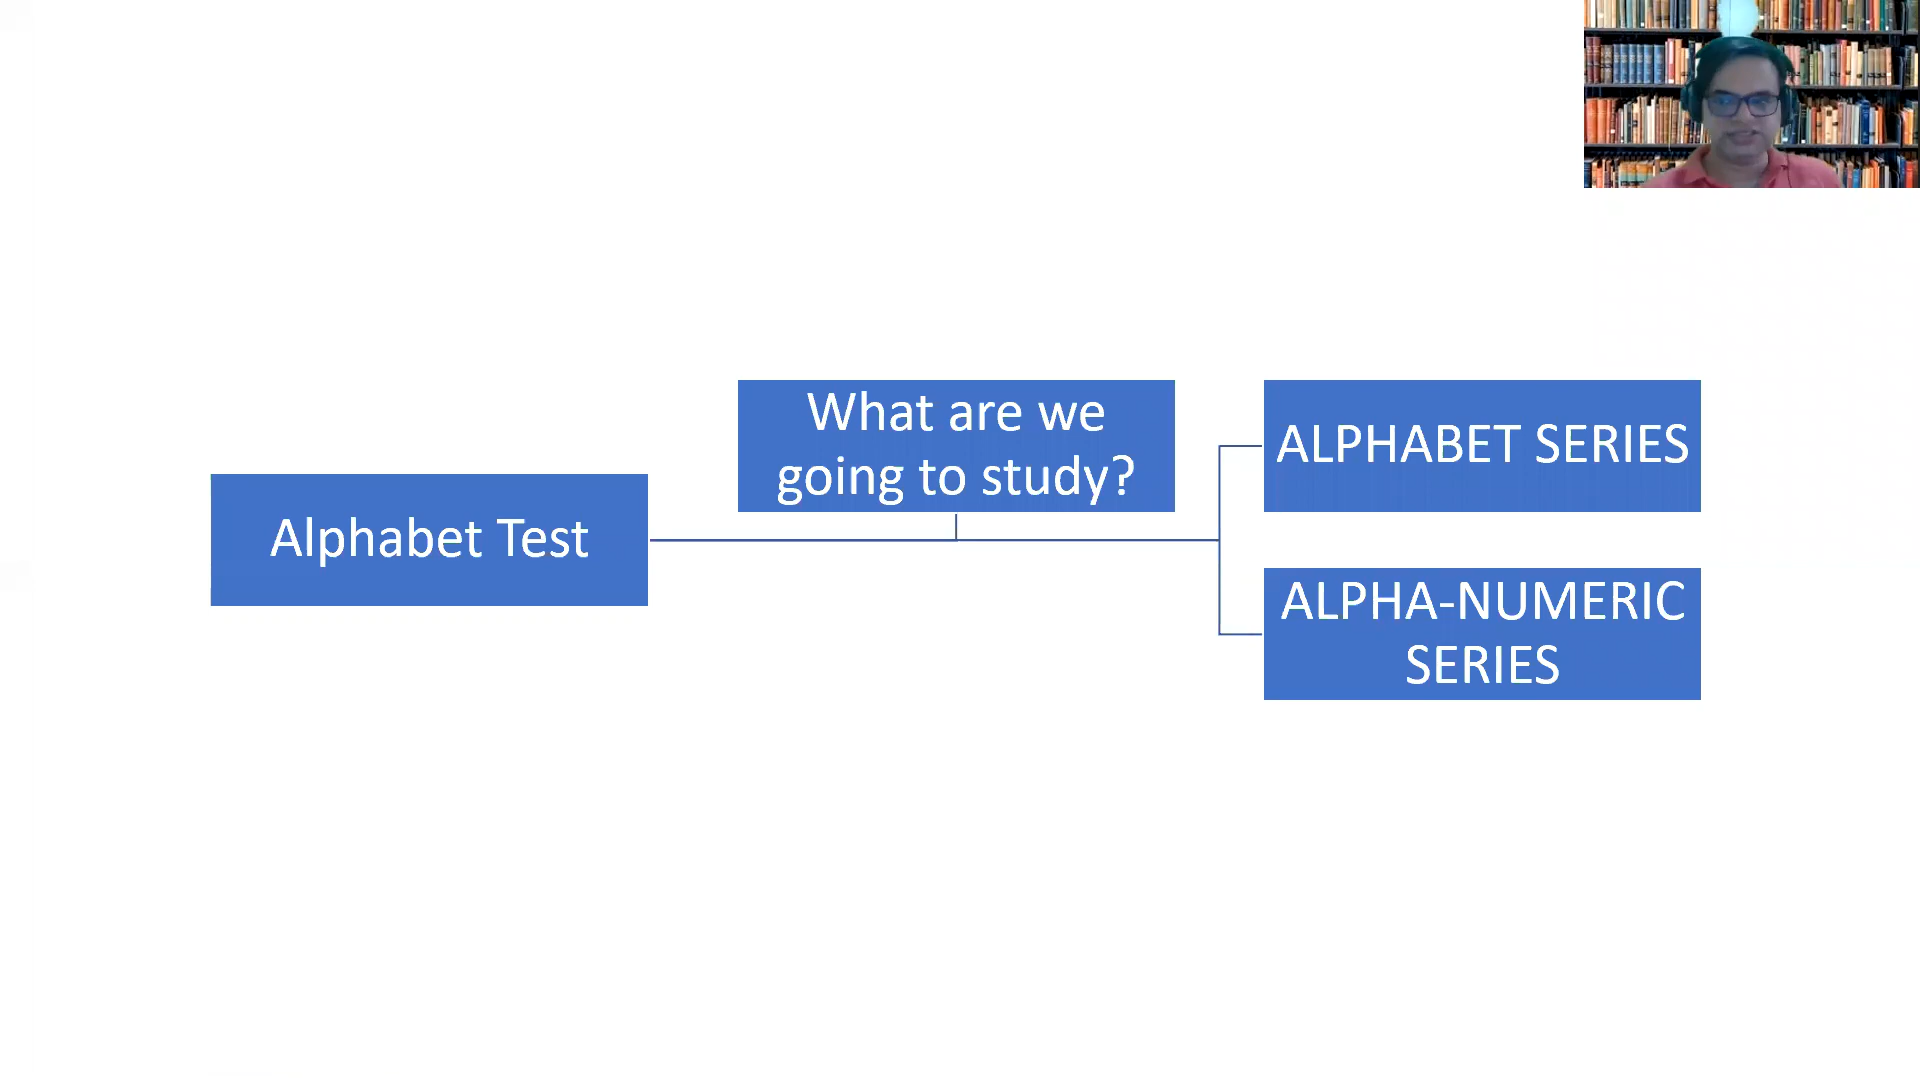 Alphabet Test
What are we
going to study?
ALPHABET SERIES
ALPHA-NUMERIC
SERIES